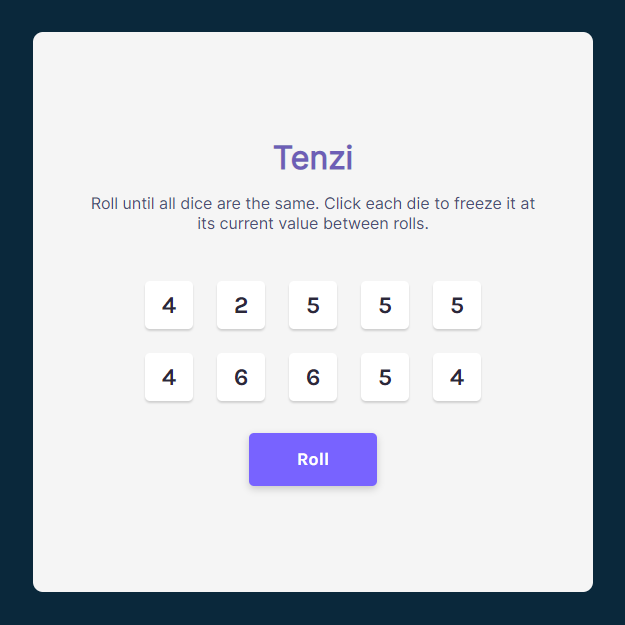 Tenzi
Roll until all dice are the same. Click each die to freeze it at
its current value between rolls.
4 2 5 5 5
4 6 6 5 4
Roll